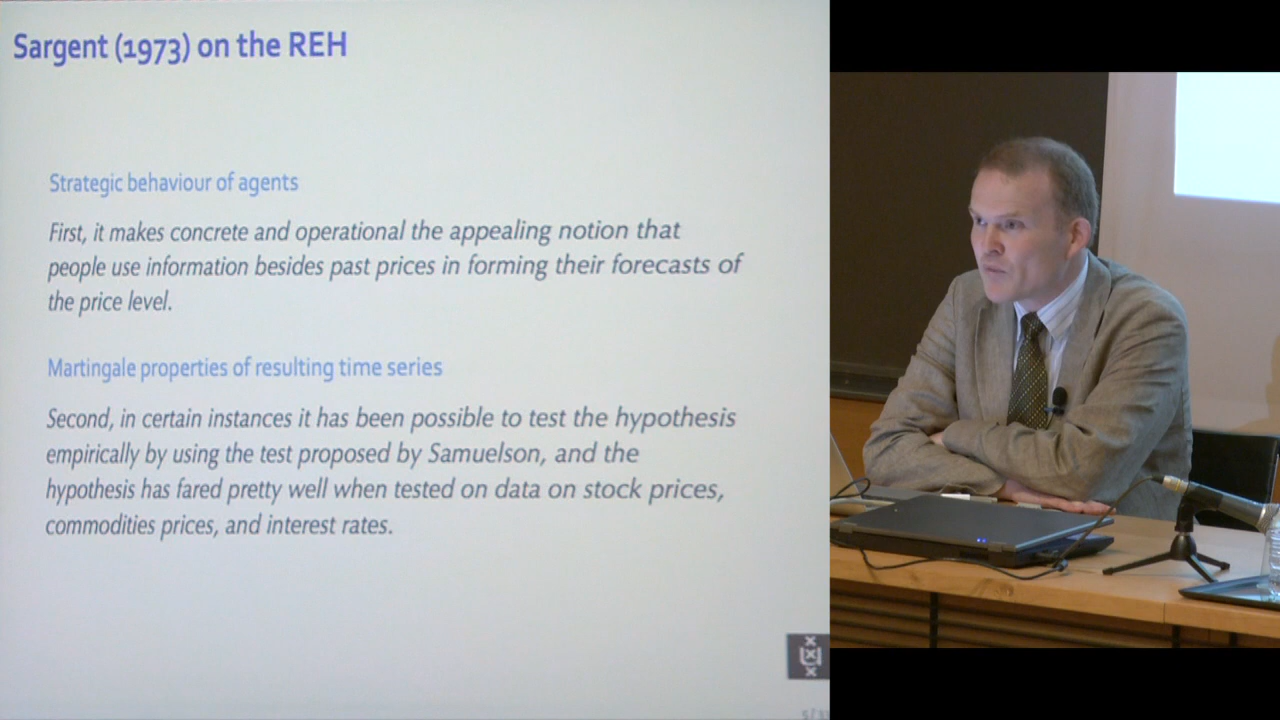 Sargent (1973) on the REH
Strategic behaviour of agents
First, it makes concrete and operational the appealing notion that
people use information besides past prices in forming their forecasts of
the price level.
Martingale properties of resulting time series
Second, in certain instances it has been possible to test the hypothesis
empirically by using the test proposed by Samuelson, and the
hypothesis has fared pretty well when tested on data on stock prices,
commodities prices, and interest rates.